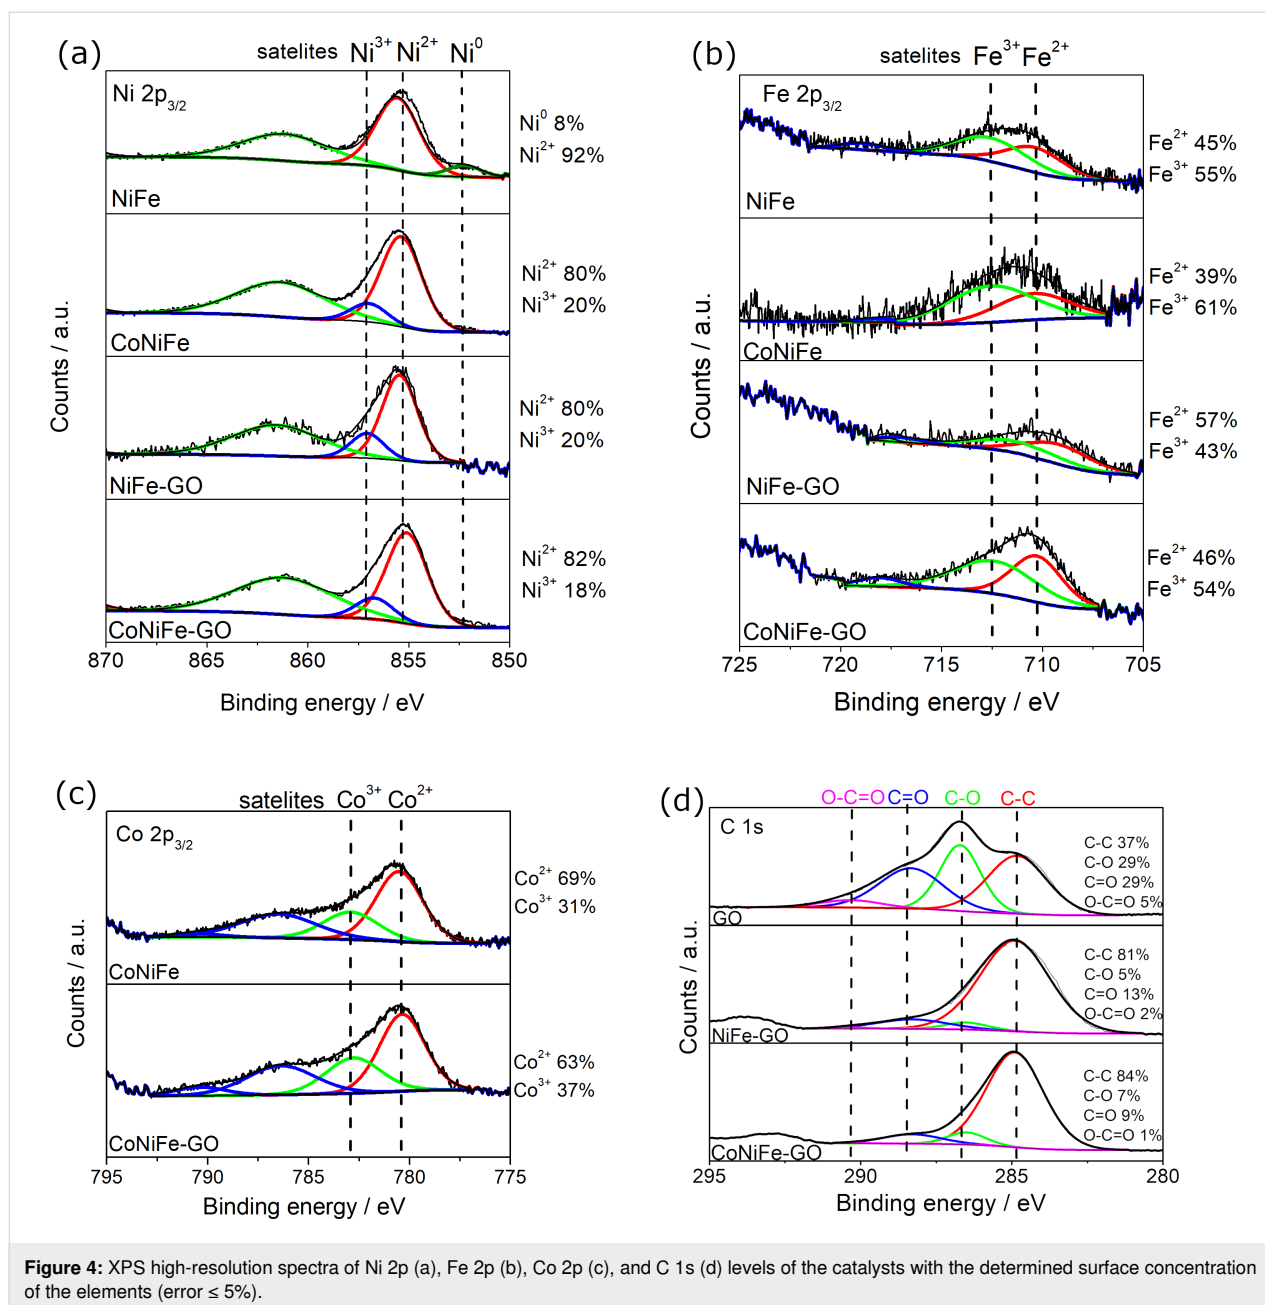 (a)
satelites Ni³⁺ Ni²⁺ Ni⁰
Ni 2p₃/₂
Ni⁰ 8%
Ni²⁺ 92%
NiFe
Ni²⁺ 80%
Ni³⁺ 20%
CoNiFe
Ni²⁺ 80%
Ni³⁺ 20%
NiFe-GO
Ni²⁺ 82%
Ni³⁺ 18%
CoNiFe-GO
870 865 860 855 850
Binding energy / eV
Counts / a.u.
(b)
satelites Fe³⁺ Fe²⁺
Fe 2p₃/₂
Fe²⁺ 45%
Fe³⁺ 55%
NiFe
Fe²⁺ 39%
Fe³⁺ 61%
CoNiFe
Fe²⁺ 57%
Fe³⁺ 43%
NiFe-GO
Fe²⁺ 46%
Fe³⁺ 54%
CoNiFe-GO
725 720 715 710 705
Binding energy / eV
Counts / a.u.
(c)
satelites Co³⁺ Co²⁺
Co 2p₃/₂
Co²⁺ 69%
Co³⁺ 31%
CoNiFe
Co²⁺ 63%
Co³⁺ 37%
CoNiFe-GO
795 790 785 780 775
Binding energy / eV
Counts / a.u.
(d)
O-C=O C=O C-O C-C
C 1s
C-C 37%
C-O 29%
C=O 29%
O-C=O 5%
GO
C-C 81%
C-O 5%
C=O 13%
O-C=O 2%
NiFe-GO
C-C 84%
C-O 7%
C=O 9%
O-C=O 1%
CoNiFe-GO
295 290 285 280
Binding energy / eV
Counts / a.u.
Figure 4: XPS high-resolution spectra of Ni 2p (a), Fe 2p (b), Co 2p (c), and C 1s (d) levels of the catalysts with the determined surface concentration
of the elements (error ≤ 5%).